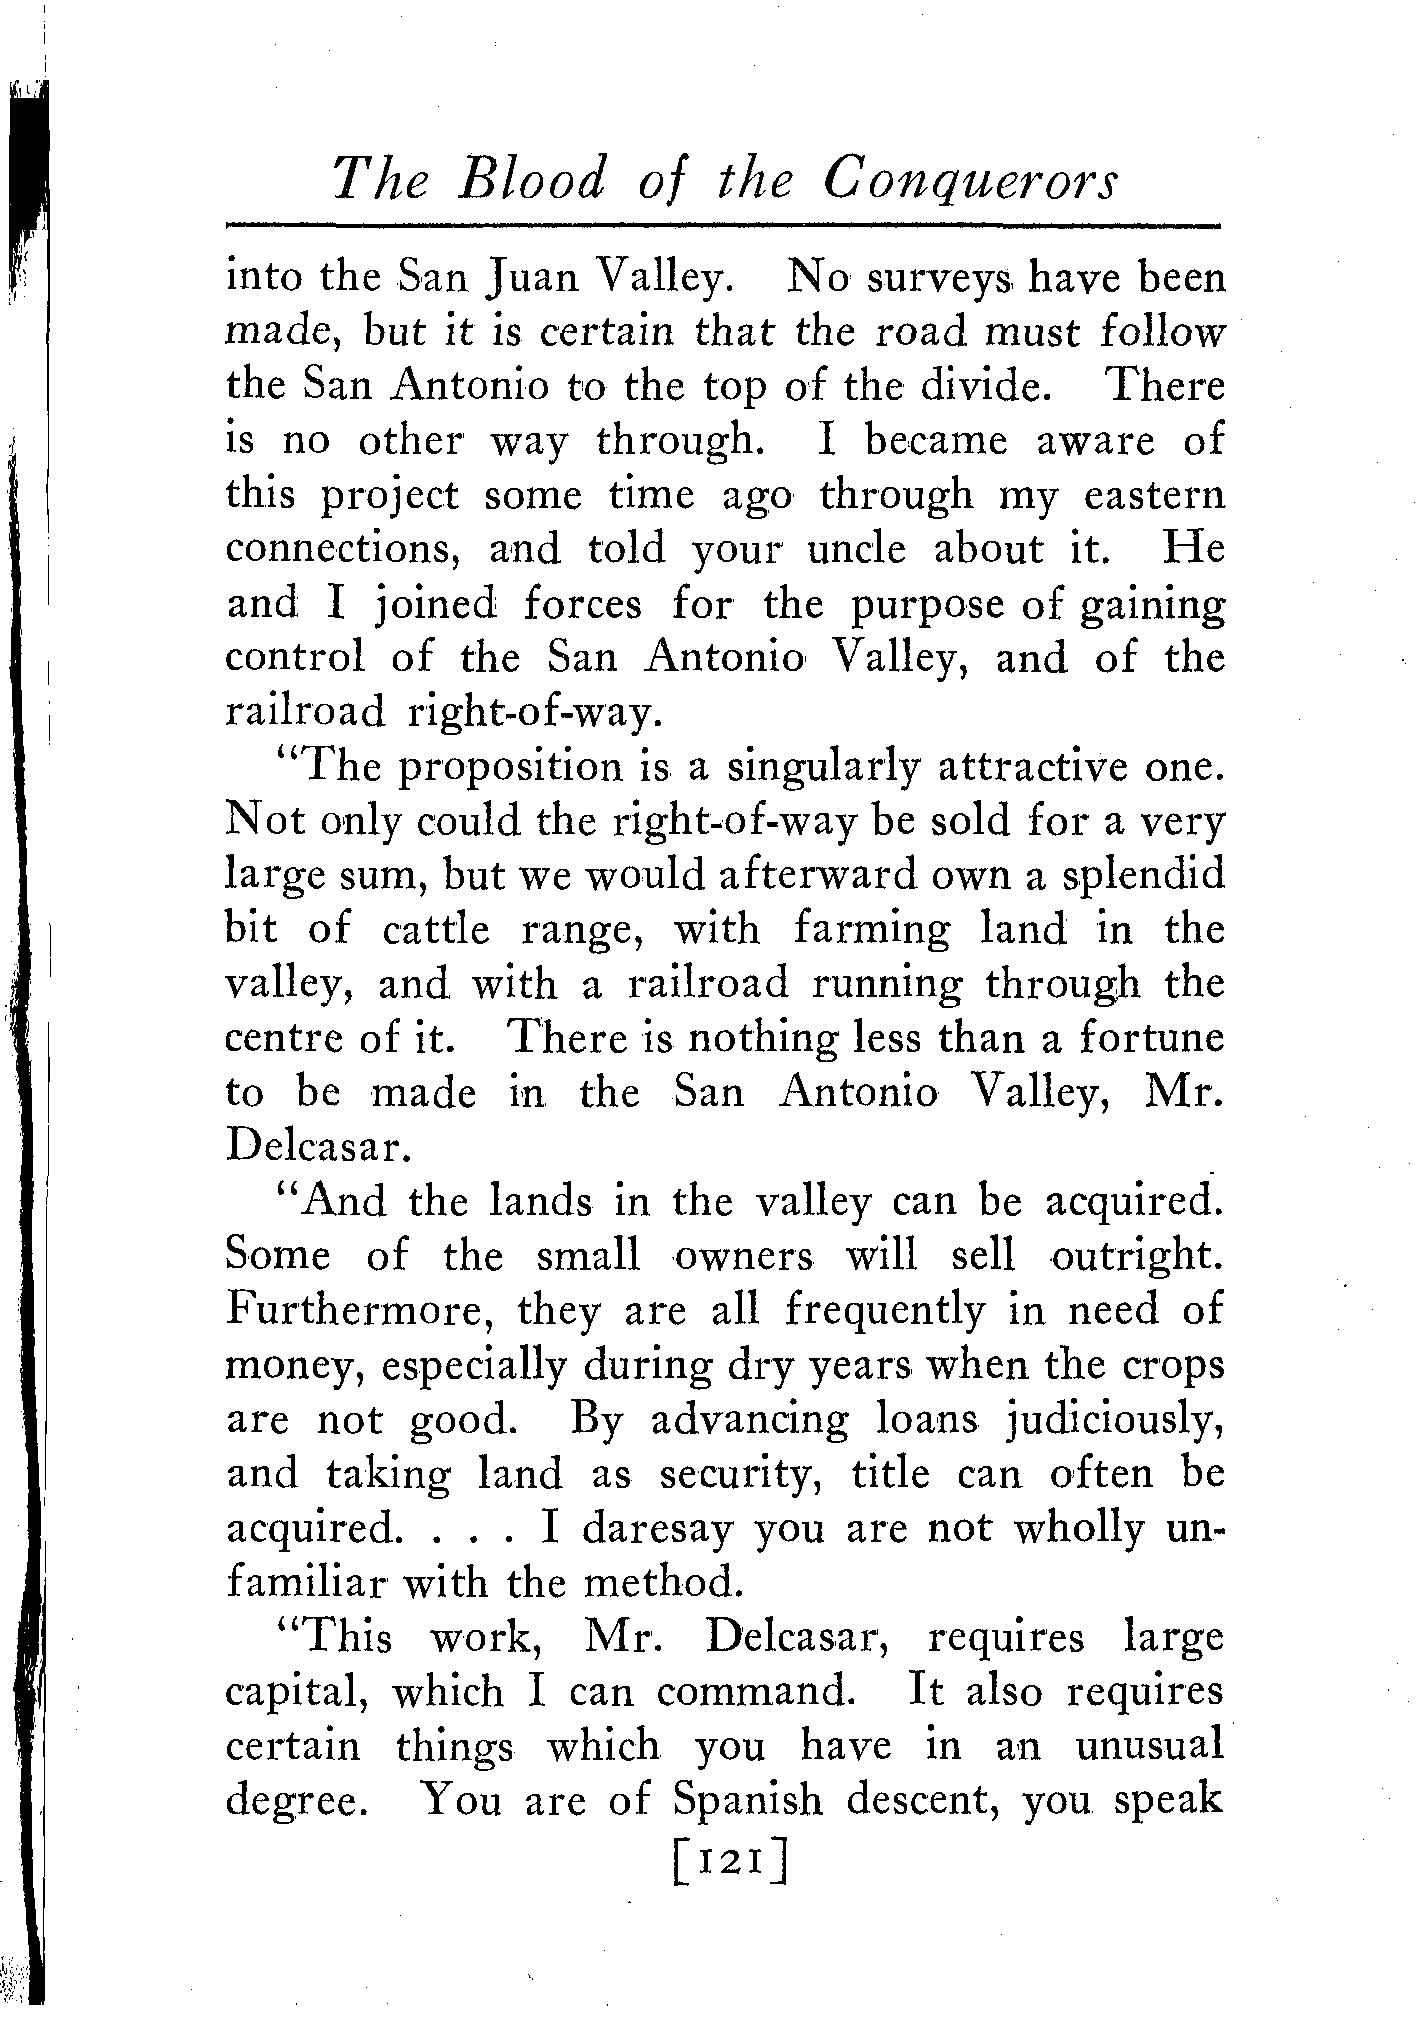 The Blood of the Conquerors
into the San Juan Valley. No surveys have been
made, but it is certain that the road must follow
the San Antonio to the top of the divide. There
is no other way through. I became aware of
this project some time ago through my eastern
connections, and told your uncle about it. He
and I joined forces for the purpose of gaining
control of the San Antonio Valley, and of the
railroad right-of-way.
"The proposition is a singularly attractive one.
Not only could the right-of-way be sold for a very
large sum, but we would afterward own a splendid
bit of cattle range, with farming land in the
valley, and with a railroad running through the
centre of it. There is nothing less than a fortune
to be made in the San Antonio Valley, Mr.
Delcasar.
"And the lands in the valley can be acquired.
Some of the small owners will sell outright.
Furthermore, they are all frequently in need of
money, especially during dry years when the crops
are not good. By advancing loans judiciously,
and taking land as security, title can often be
acquired. . . . I daresay you are not wholly un-
familiar with the method.
"This work, Mr. Delcasar, requires large
capital, which I can command. It also requires
certain things which you have in an unusual
degree. You are of Spanish descent, you speak
[121]